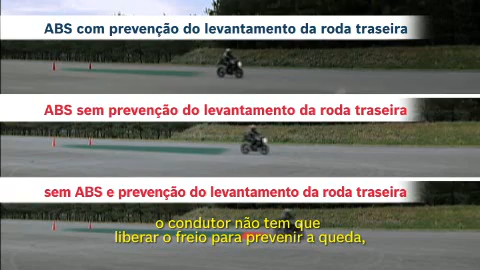 ABS com prevenção do levantamento da roda traseira
ABS sem prevenção do levantamento da roda traseira
sem ABS e prevenção do levantamento da roda traseira
o condutor não tem que
liberar o freio para prevenir a queda,